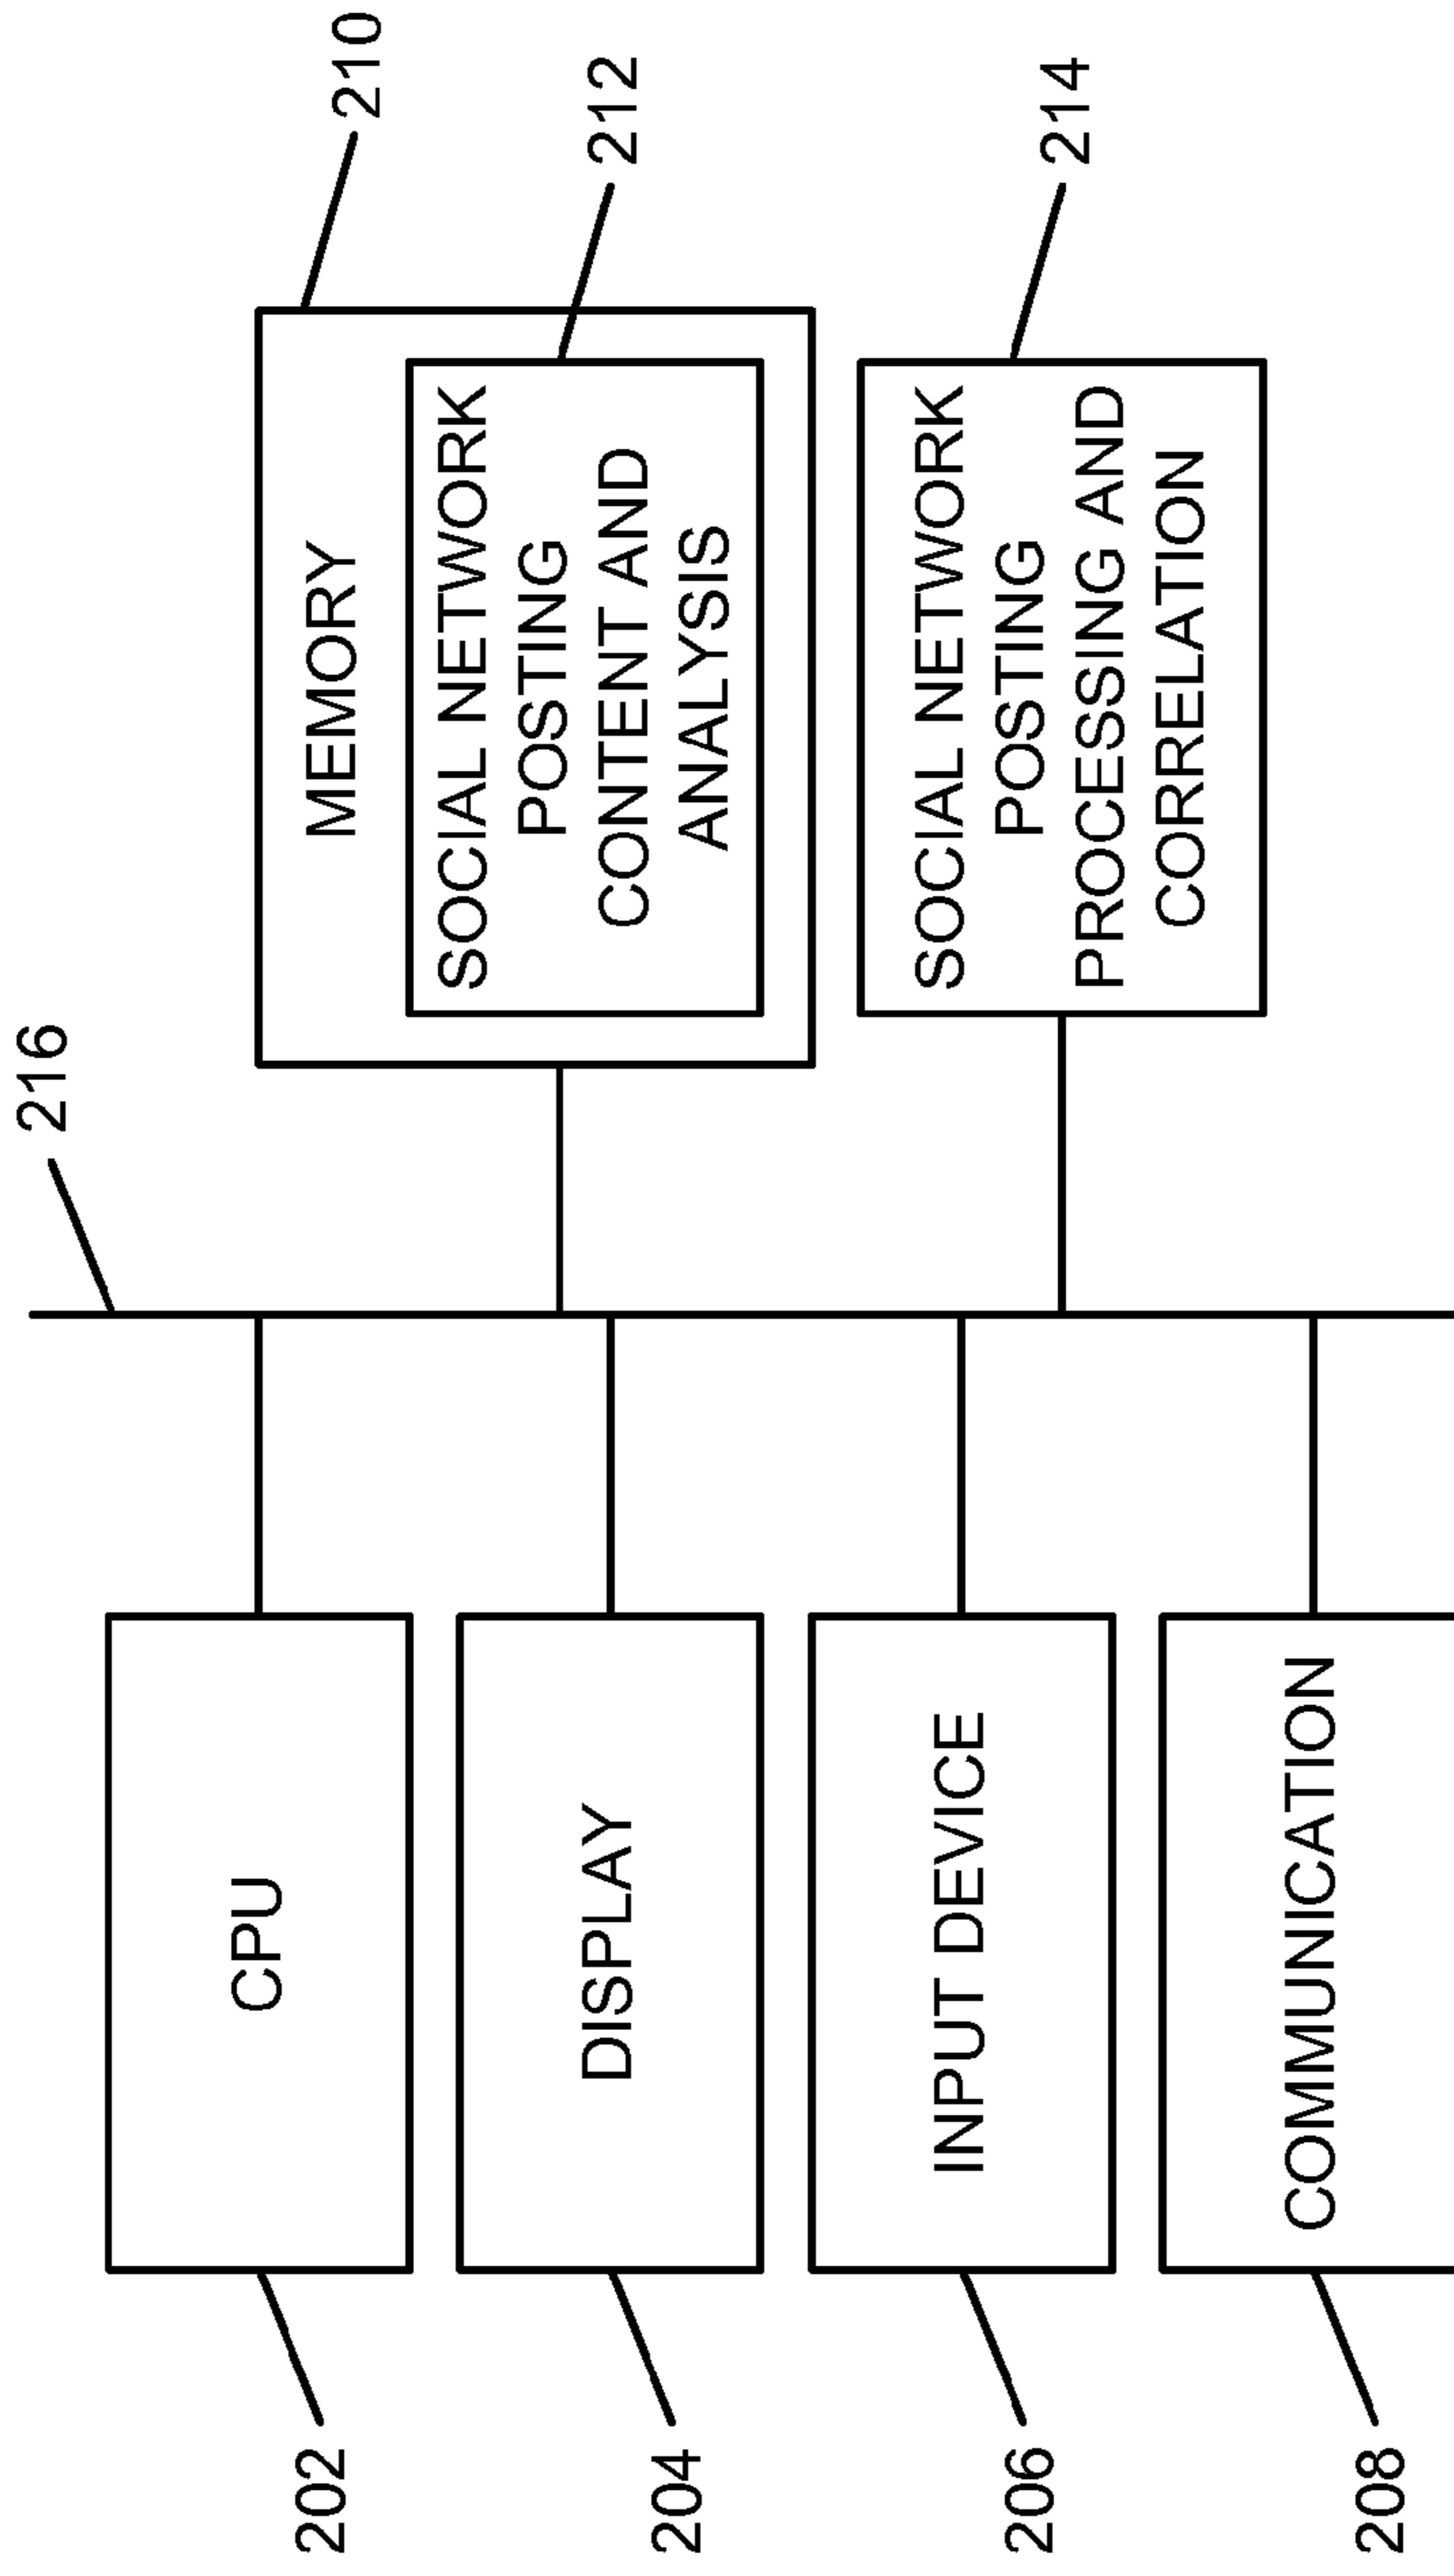 216
202
CPU
204
DISPLAY
206
INPUT DEVICE
208
COMMUNICATION
210
MEMORY
212
SOCIAL NETWORK
POSTING
CONTENT AND
ANALYSIS
214
SOCIAL NETWORK
POSTING
PROCESSING AND
CORRELATION